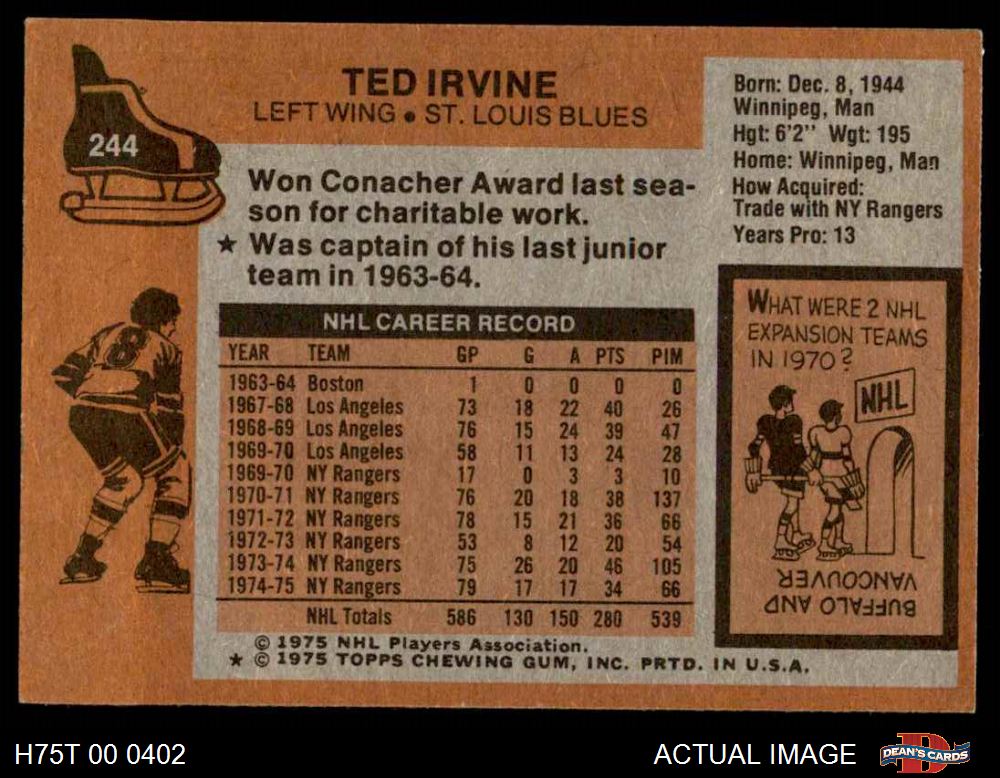 TED IRVINE
LEFT WING • ST. LOUIS BLUES
244
Born: Dec. 8, 1944
Winnipeg, Man
Hgt: 6'2" Wgt: 195
Home: Winnipeg, Man
How Acquired:
Trade with NY Rangers
Years Pro: 13
Won Conacher Award last sea-
son for charitable work.
★ Was captain of his last junior
team in 1963-64.
8
NHL CAREER RECORD
YEAR TEAM GP G A PTS PIM
1963-64 Boston 1 0 0 0 0
1967-68 Los Angeles 73 18 22 40 26
1968-69 Los Angeles 76 15 24 39 47
1969-70 Los Angeles 58 11 13 24 28
1969-70 NY Rangers 17 0 3 3 10
1970-71 NY Rangers 76 20 18 38 137
1971-72 NY Rangers 78 15 21 36 66
1972-73 NY Rangers 53 8 12 20 54
1973-74 NY Rangers 75 26 20 46 105
1974-75 NY Rangers 79 17 17 34 66
NHL Totals 586 130 150 280 539
© 1975 NHL Players Association.
★ © 1975 TOPPS CHEWING GUM, INC. PRTD. IN U.S.A.
WHAT WERE 2 NHL
EXPANSION TEAMS
IN 1970?
NHL
BUFFALO AND
VANCOUVER
H75T 00 0402
ACTUAL IMAGE
D
DEAN'S CARDS